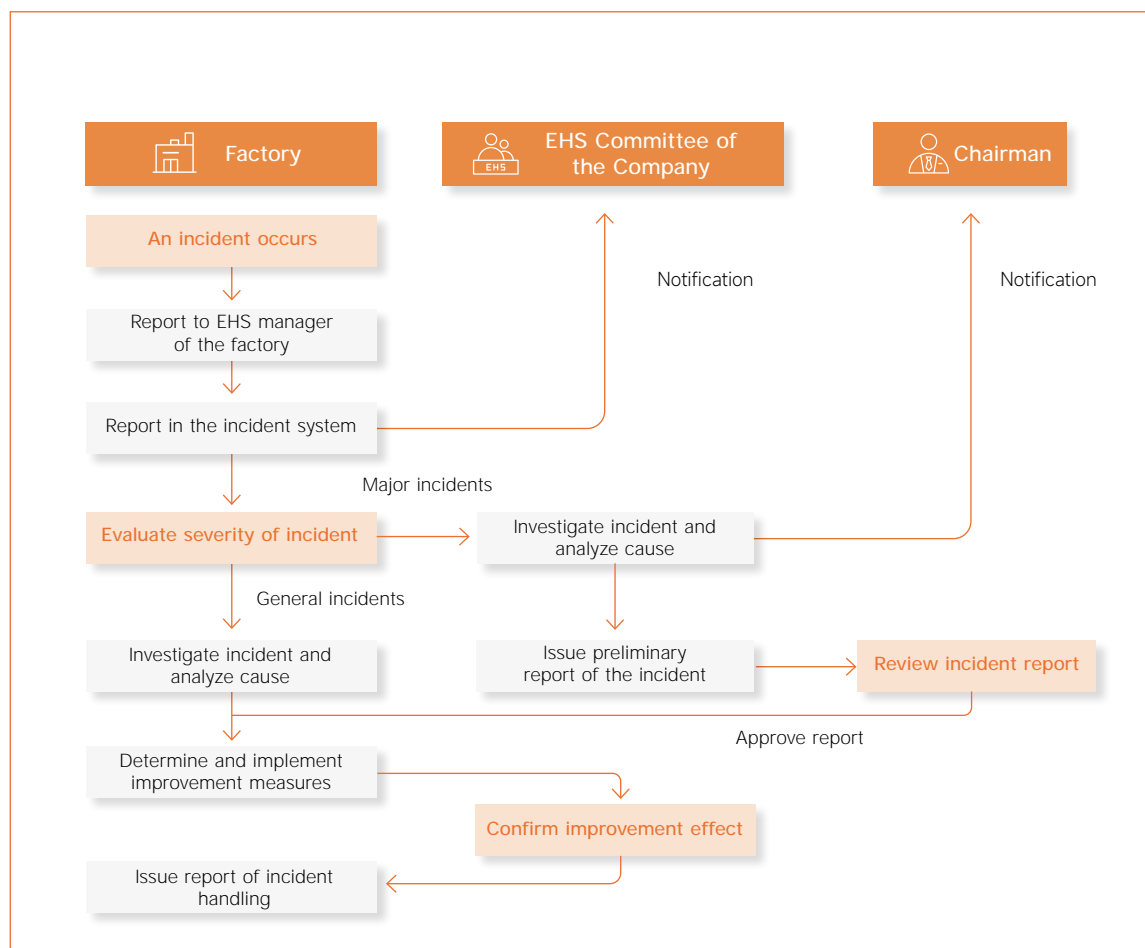 Factory
EHS
EHS Committee of
the Company
Chairman
An incident occurs
Notification
Notification
Report to EHS manager
of the factory
Report in the incident system
Major incidents
Evaluate severity of incident
Investigate incident and
analyze cause
General incidents
Investigate incident and
analyze cause
Issue preliminary
report of the incident
Review incident report
Approve report
Determine and implement
improvement measures
Confirm improvement effect
Issue report of incident
handling